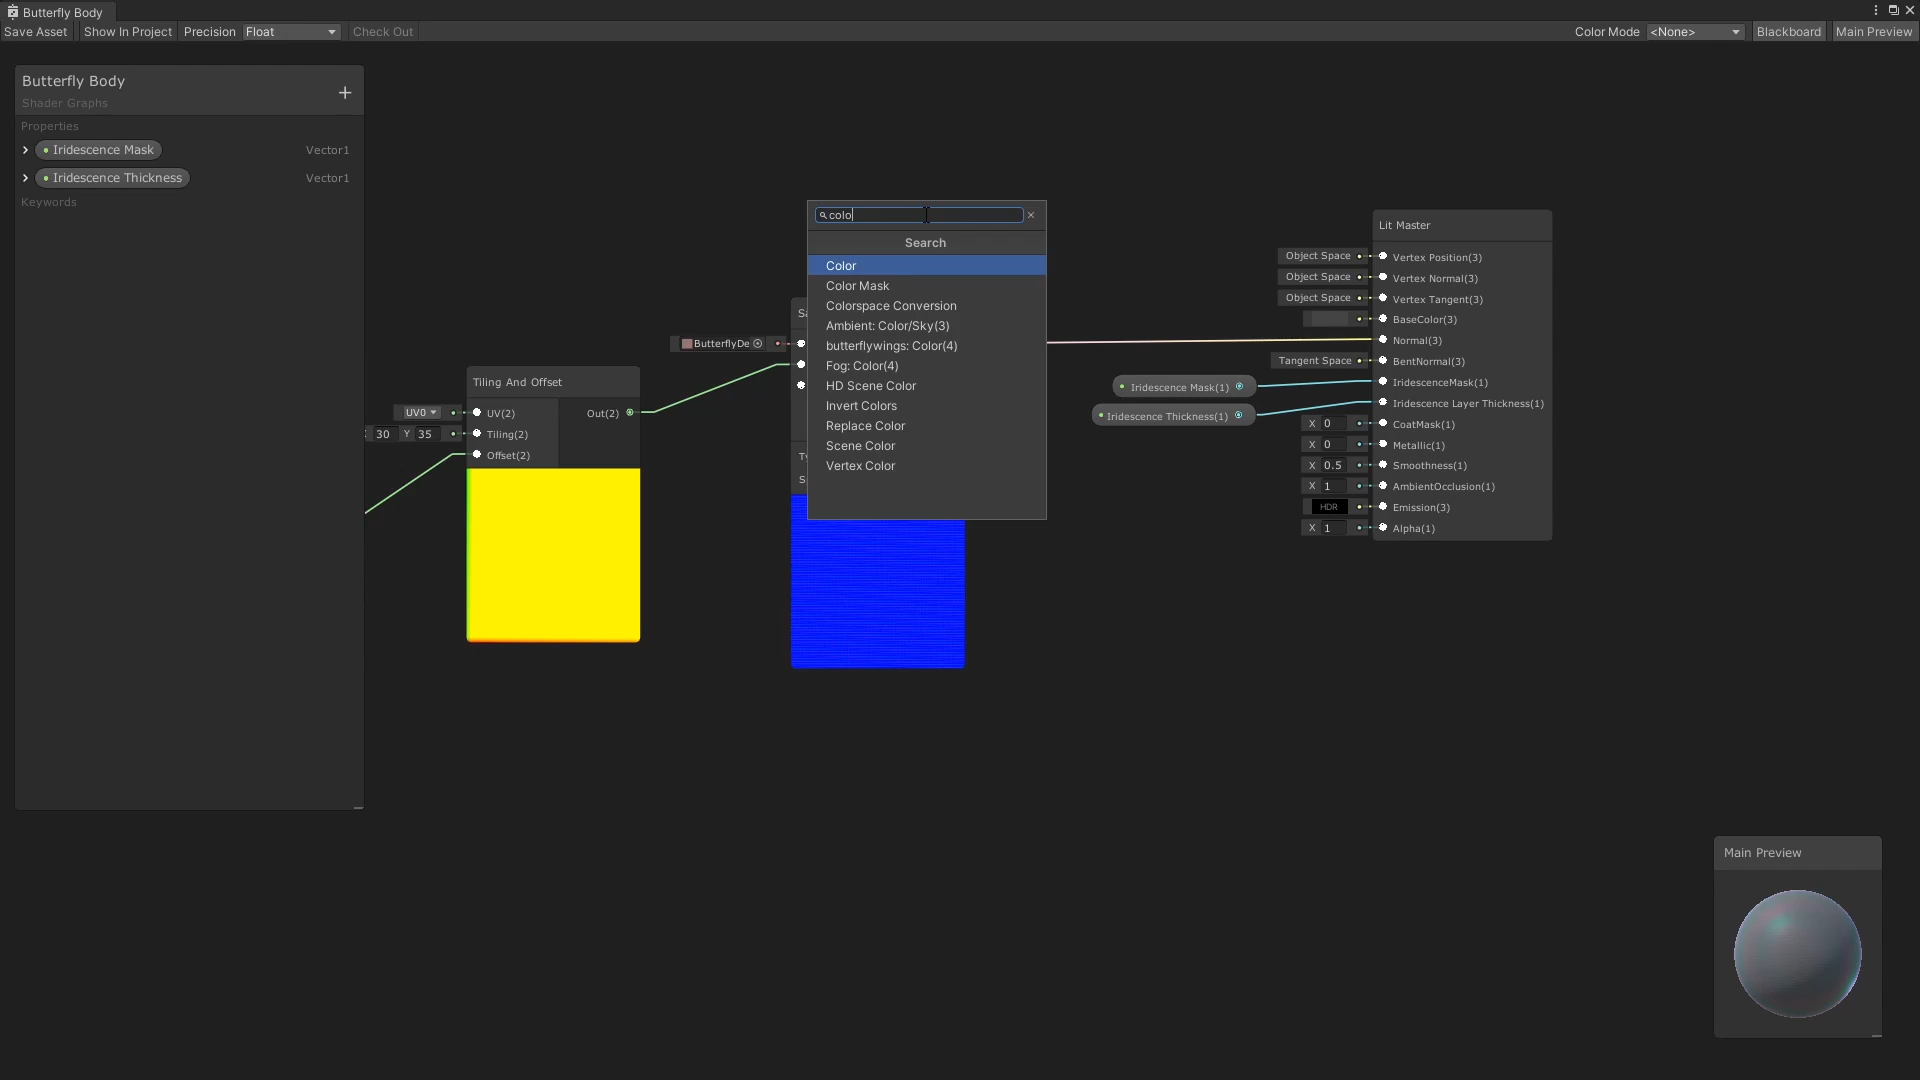 Butterfly Body
Save Asset Show In Project Precision Float Check Out Color Mode <None> Blackboard Main Preview
Butterfly Body
Shader Graphs
Properties
Iridescence Mask Vector1
Iridescence Thickness Vector1
Keywords
colo
Search
Color
Color Mask
Colorspace Conversion
Ambient: Color/Sky(3)
butterflywings: Color(4)
Fog: Color(4)
HD Scene Color
Invert Colors
Replace Color
Scene Color
Vertex Color
ButterflyDe
Tiling And Offset
UV0 UV(2) Out(2)
30 Y 35 Tiling(2)
Offset(2)
Lit Master
Object Space Vertex Position(3)
Object Space Vertex Normal(3)
Object Space Vertex Tangent(3)
BaseColor(3)
Normal(3)
Tangent Space BentNormal(3)
Iridescence Mask(1) IridescenceMask(1)
Iridescence Thickness(1) Iridescence Layer Thickness(1)
X 0 CoatMask(1)
X 0 Metallic(1)
X 0.5 Smoothness(1)
X 1 AmbientOcclusion(1)
HDR Emission(3)
X 1 Alpha(1)
Main Preview